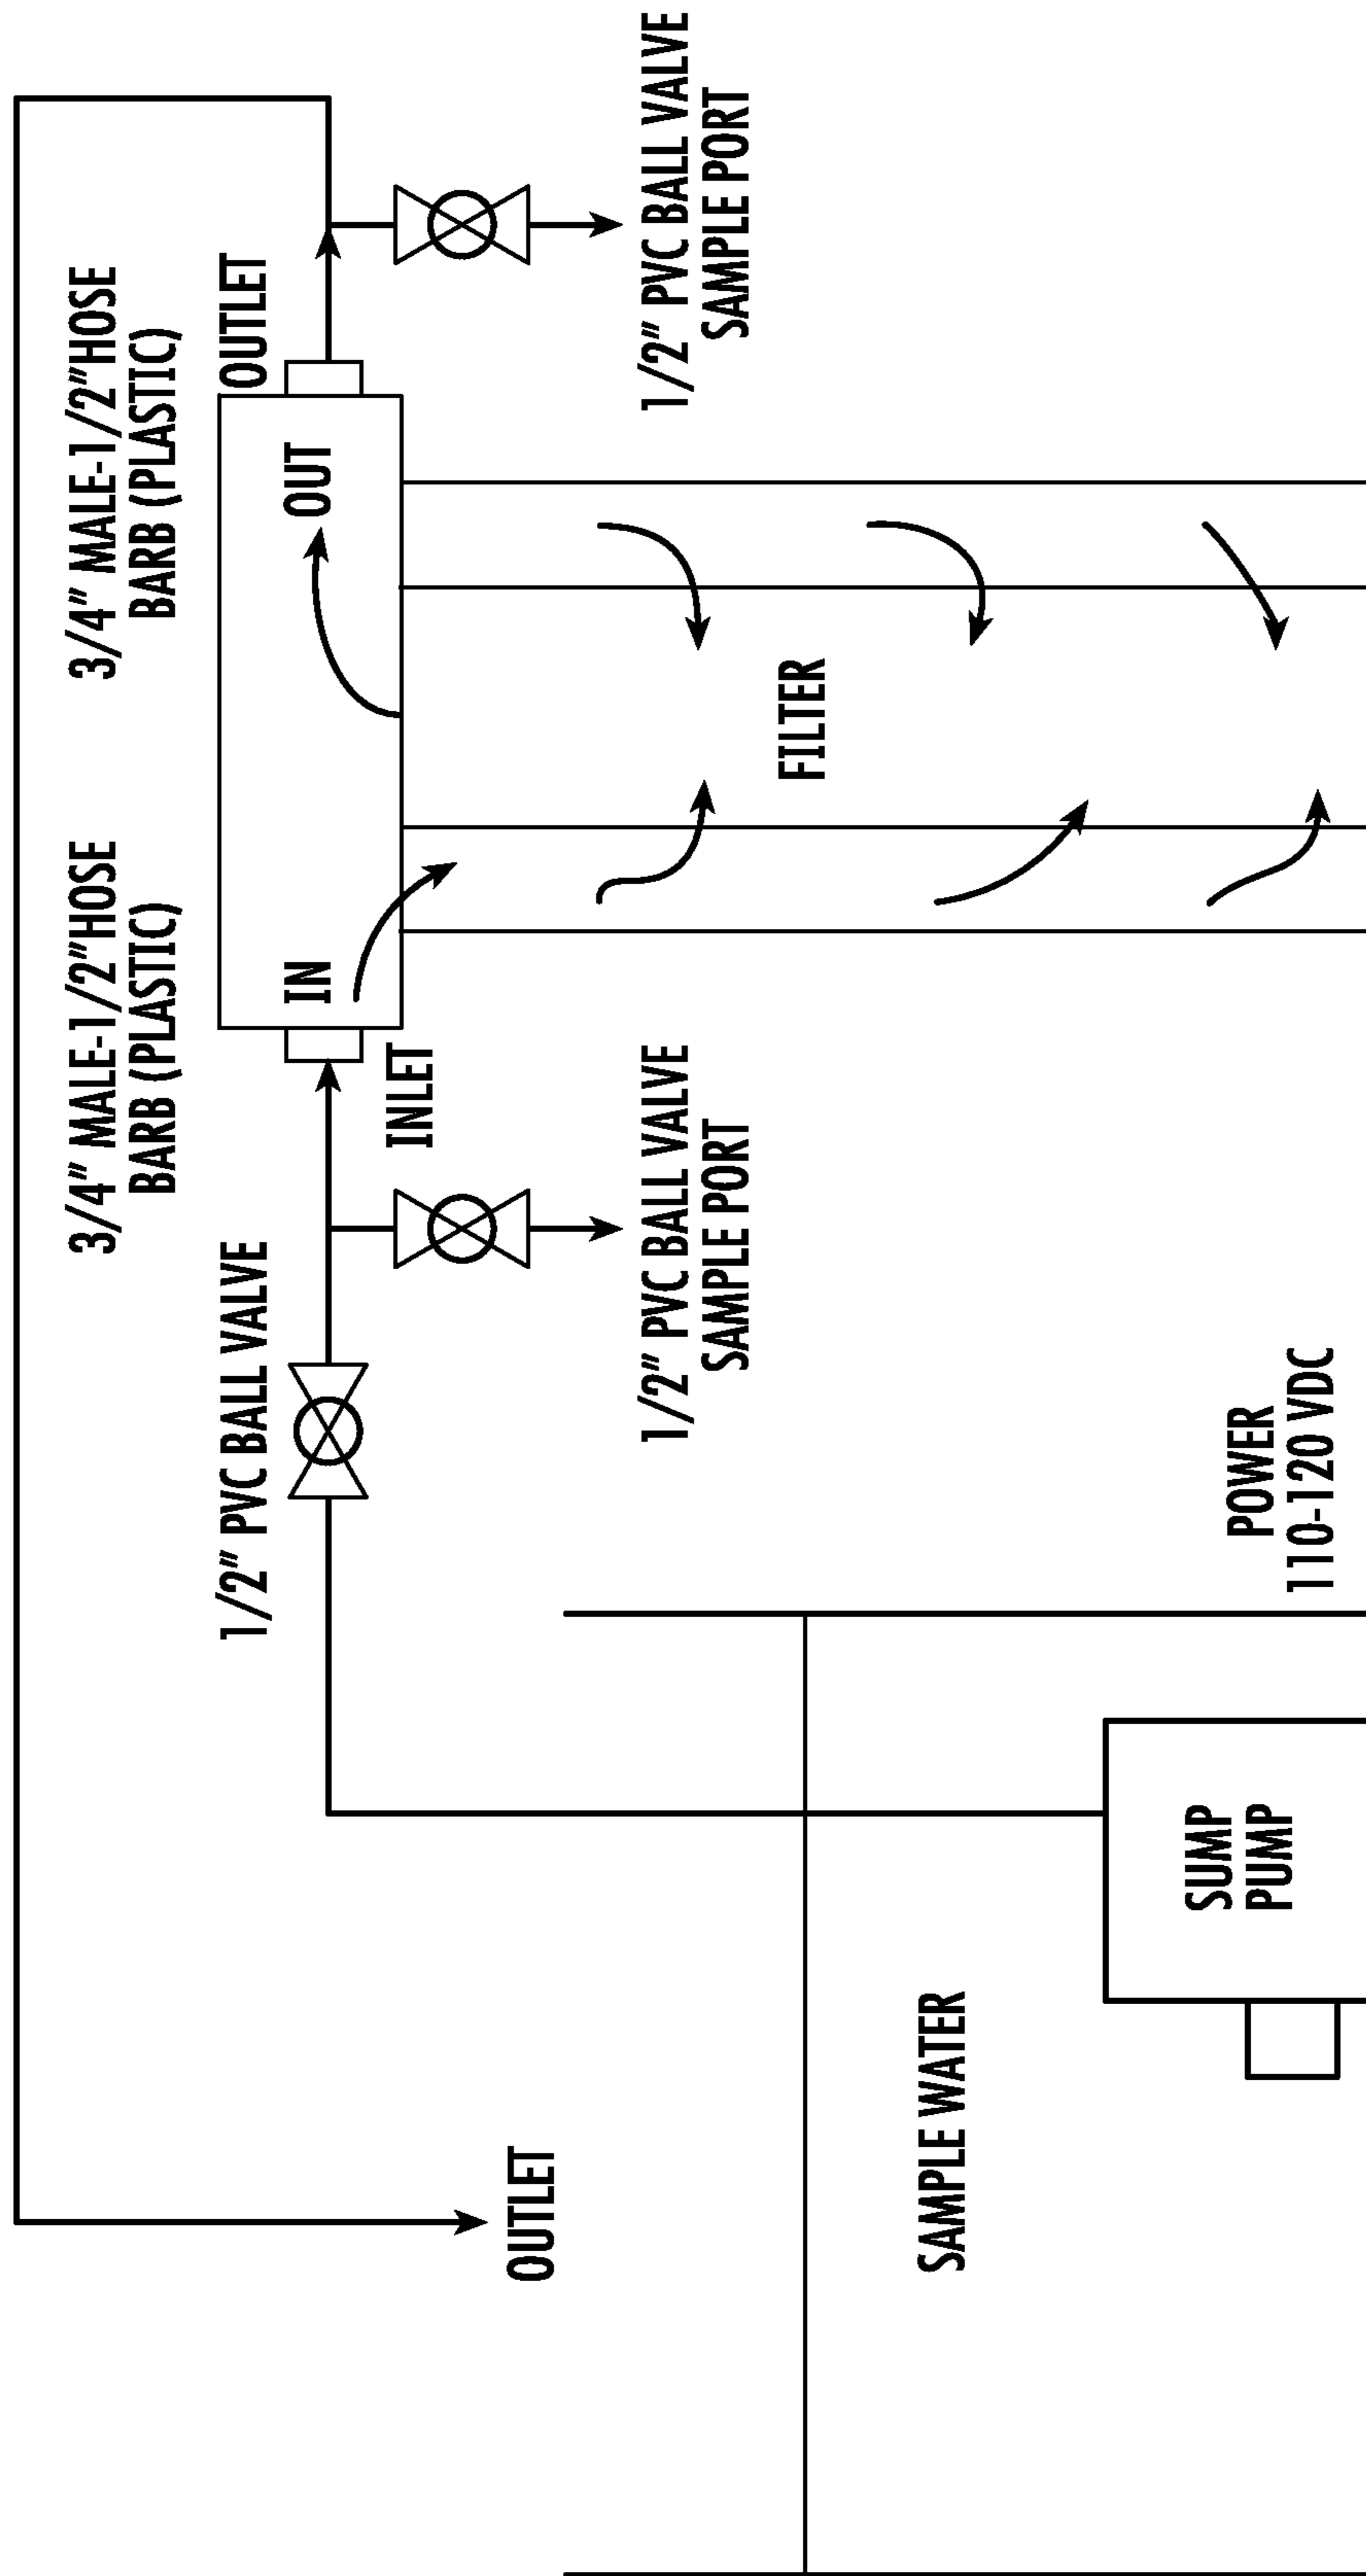 3/4" MALE-1/2"HOSE
BARB (PLASTIC)
3/4" MALE-1/2"HOSE
BARB (PLASTIC)
1/2" PVC BALL VALVE
OUTLET
IN
OUT
INLET
OUTLET
1/2" PVC BALL VALVE
SAMPLE PORT
1/2" PVC BALL VALVE
SAMPLE PORT
FILTER
SAMPLE WATER
SUMP
PUMP
POWER
110-120 VDC